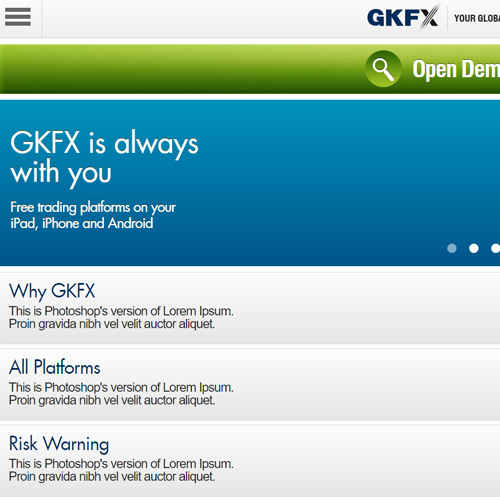 GKFX YOUR GLOBA
Open Dem
GKFX is always
with you
Free trading platforms on your
iPad, iPhone and Android
Why GKFX
This is Photoshop's version of Lorem Ipsum.
Proin gravida nibh vel velit auctor aliquet.
All Platforms
This is Photoshop's version of Lorem Ipsum.
Proin gravida nibh vel velit auctor aliquet.
Risk Warning
This is Photoshop's version of Lorem Ipsum.
Proin gravida nibh vel velit auctor aliquet.